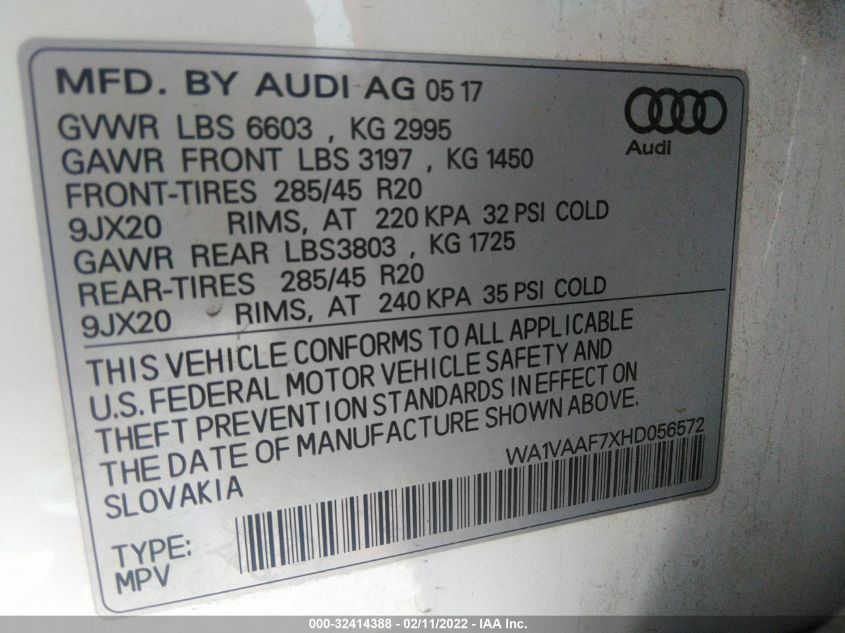 MFD. BY AUDI AG 05 17
GVWR LBS 6603 , KG 2995
GAWR FRONT LBS 3197 , KG 1450
FRONT-TIRES 285/45 R20
9JX20 RIMS, AT 220 KPA 32 PSI COLD
GAWR REAR LBS3803 , KG 1725
REAR-TIRES 285/45 R20
9JX20 RIMS, AT 240 KPA 35 PSI COLD
Audi
THIS VEHICLE CONFORMS TO ALL APPLICABLE
U.S. FEDERAL MOTOR VEHICLE SAFETY AND
THEFT PREVENTION STANDARDS IN EFFECT ON
THE DATE OF MANUFACTURE SHOWN ABOVE.
SLOVAKIA
WA1VAAF7XHD056572
TYPE:
MPV
000-32414388 - 02/11/2022 - IAA Inc.